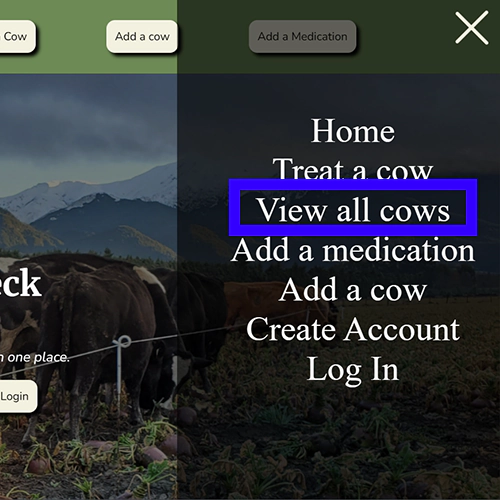 Cow
Add a cow
Add a Medication
Home
Treat a cow
View all cows
Add a medication
Add a cow
Create Account
Log In
eck
n one place.
Login